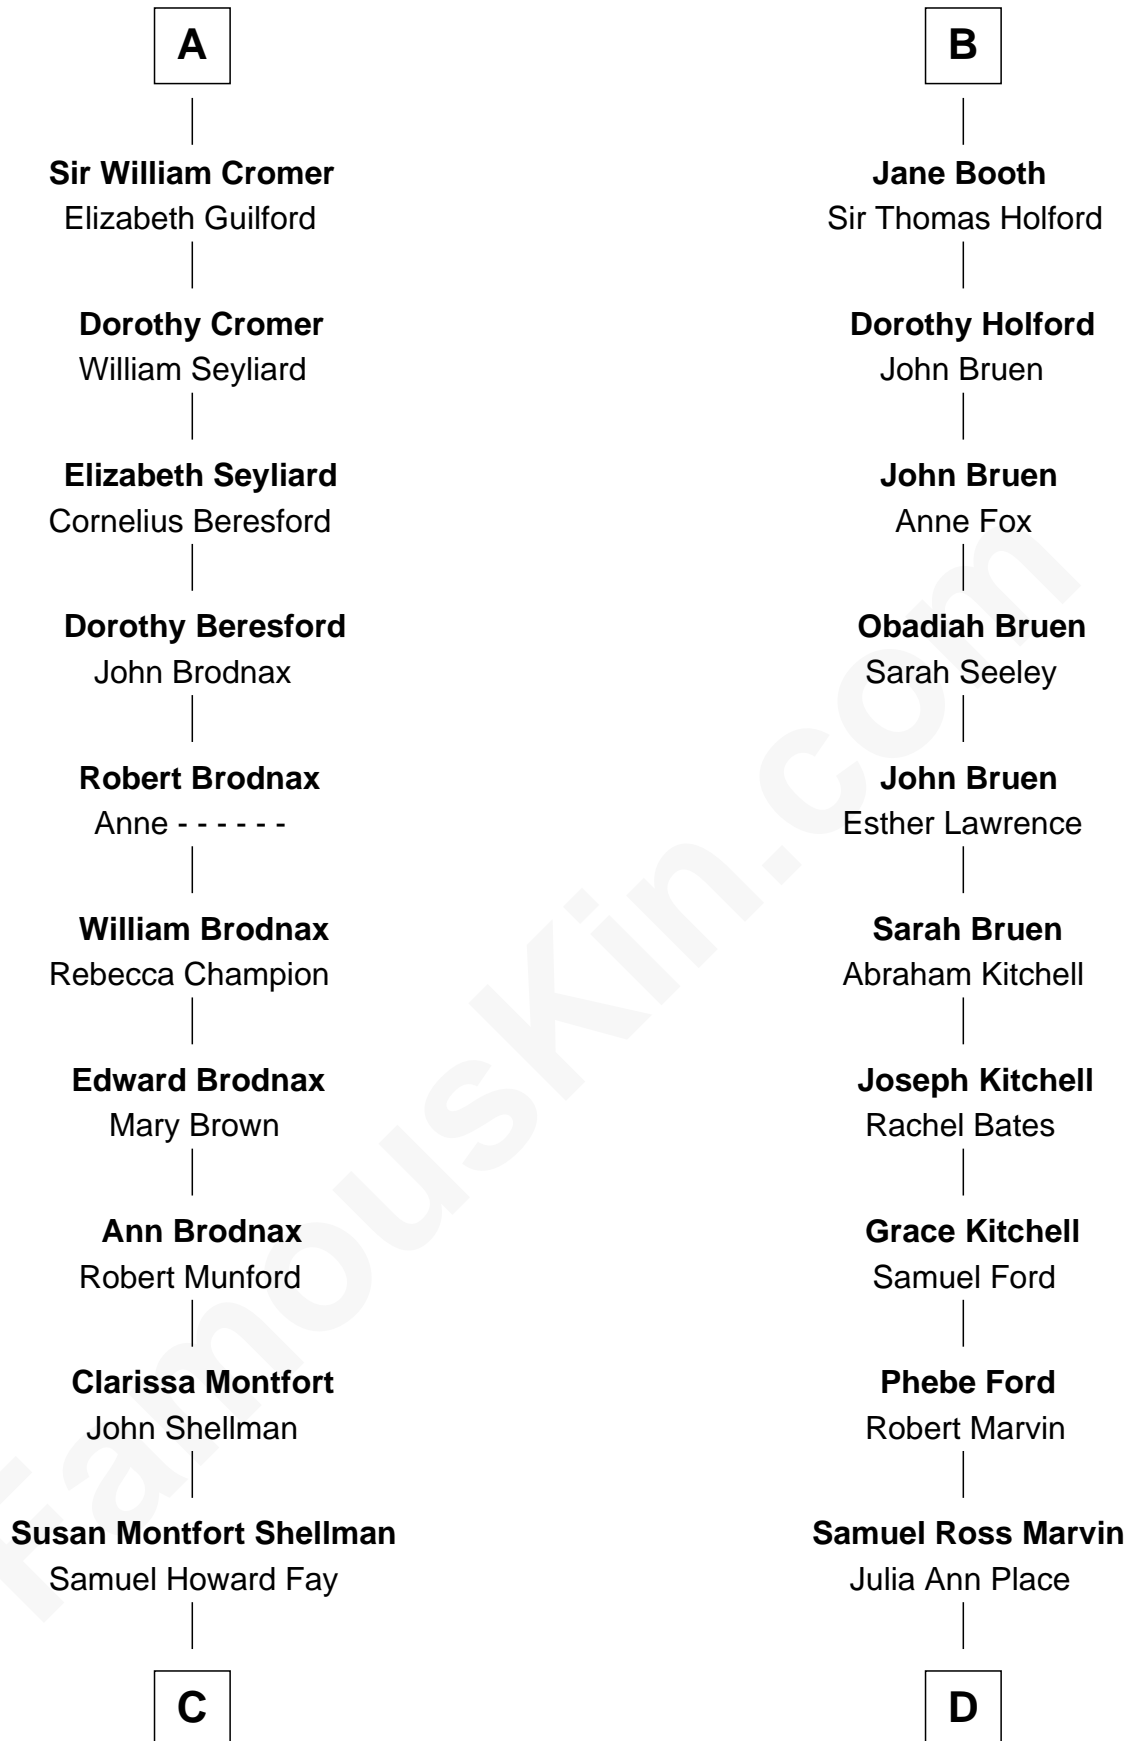 A
Sir William Cromer
Elizabeth Guilford
Dorothy Cromer
William Seyliard
Elizabeth Seyliard
Cornelius Beresford
Dorothy Beresford
John Brodnax
Robert Brodnax
Anne - - - - - -
William Brodnax
Rebecca Champion
Edward Brodnax
Mary Brown
Ann Brodnax
Robert Munford
Clarissa Montfort
John Shellman
Susan Montfort Shellman
Samuel Howard Fay
C
B
Jane Booth
Sir Thomas Holford
Dorothy Holford
John Bruen
John Bruen
Anne Fox
Obadiah Bruen
Sarah Seeley
John Bruen
Esther Lawrence
Sarah Bruen
Abraham Kitchell
Joseph Kitchell
Rachel Bates
Grace Kitchell
Samuel Ford
Phebe Ford
Robert Marvin
Samuel Ross Marvin
Julia Ann Place
D
FamousKin.com